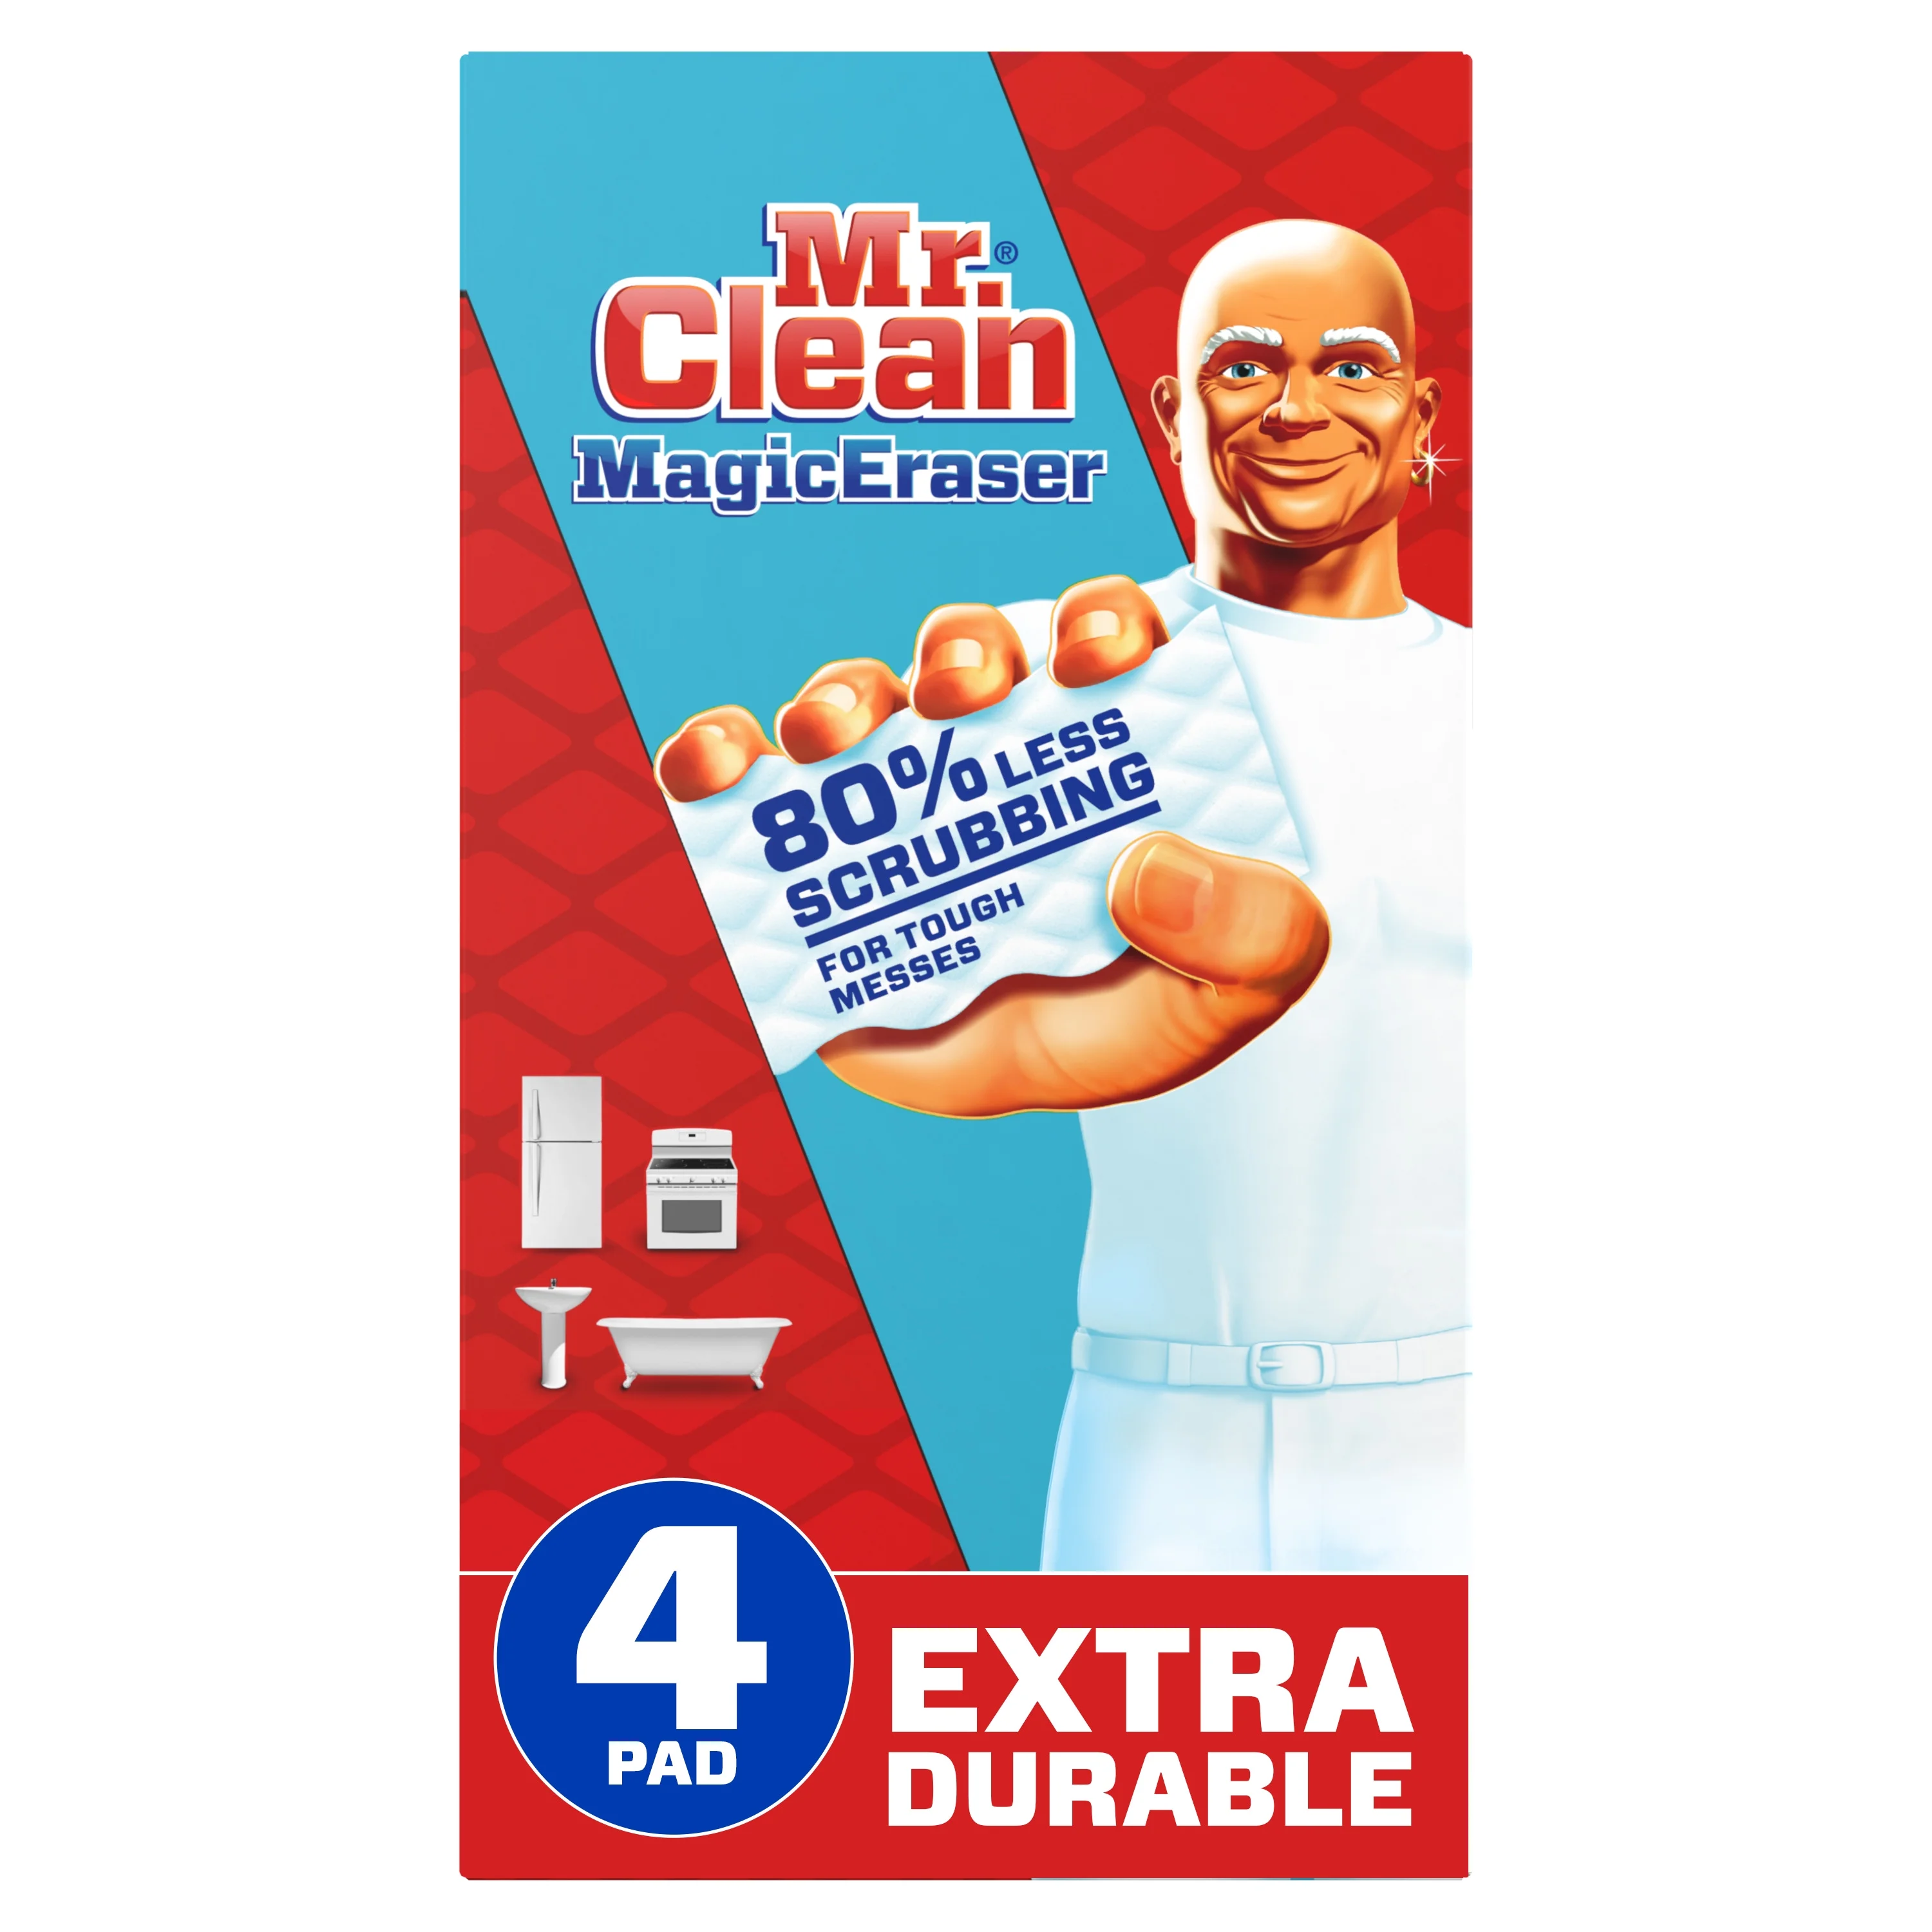 Mr.®
Clean
MagicEraser
80% LESS
SCRUBBING
FOR TOUGH
MESSES
4
PAD
EXTRA
DURABLE